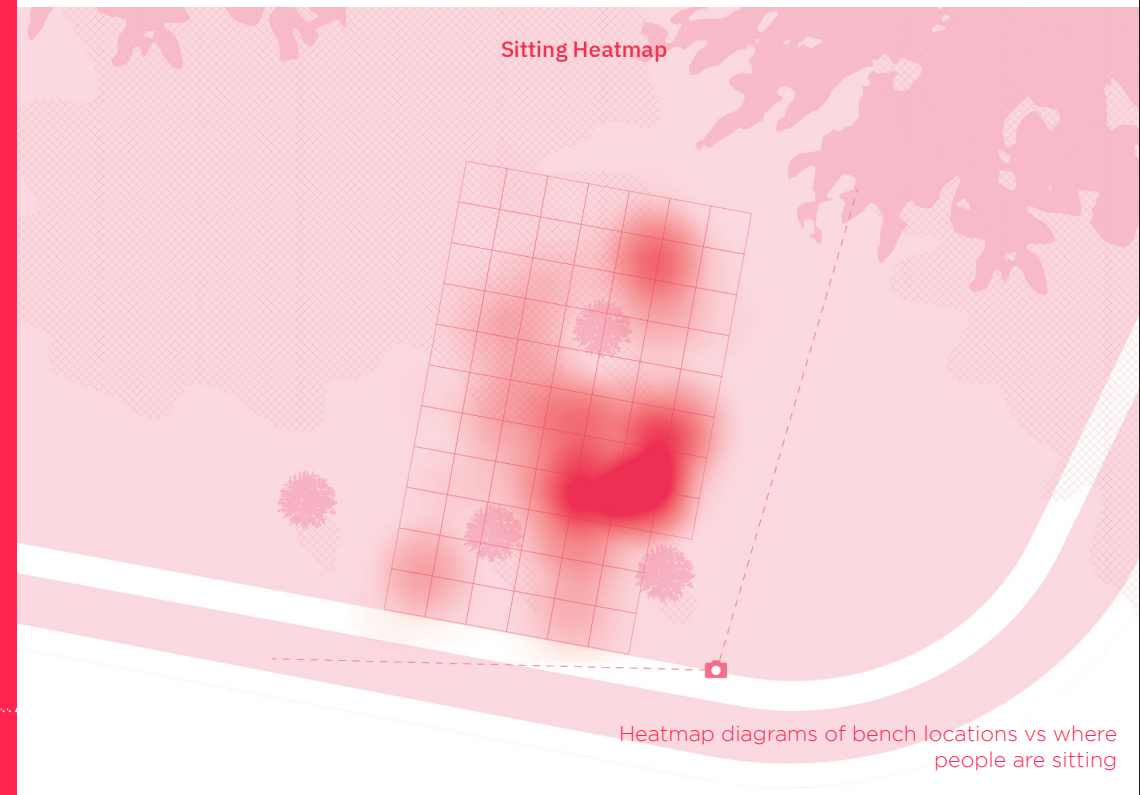 Sitting Heatmap
Heatmap diagrams of bench locations vs where
people are sitting